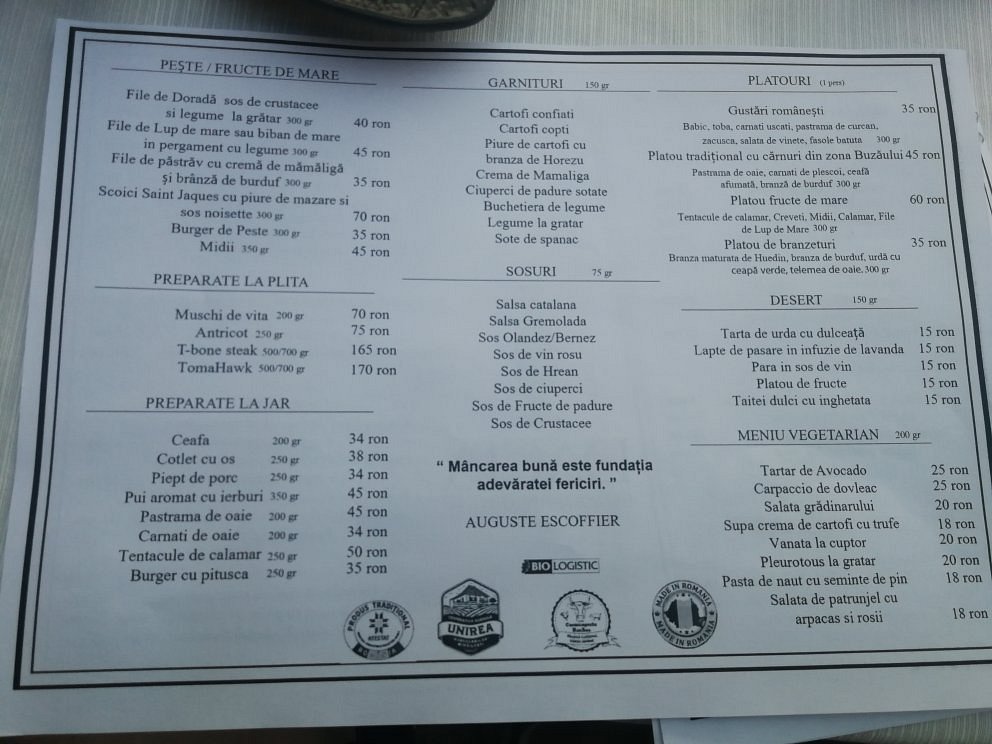 PEȘTE / FRUCTE DE MARE
File de Doradă sos de crustacee
si legume la grătar 300 gr 40 ron
File de Lup de mare sau biban de mare
in pergament cu legume 300 gr 45 ron
File de păstrăv cu cremă de mămăligă
și brânză de burduf 300 gr 35 ron
Scoici Saint Jaques cu piure de mazare si
sos noisette 300 gr 70 ron
Burger de Peste 300 gr 35 ron
Midii 350 gr 45 ron
PREPARATE LA PLITA
Muschi de vita 200 gr 70 ron
Antricot 250 gr 75 ron
T-bone steak 500/700 gr 165 ron
TomaHawk 500/700 gr 170 ron
PREPARATE LA JAR
Ceafa 200 gr 34 ron
Cotlet cu os 250 gr 38 ron
Piept de porc 250 gr 34 ron
Pui aromat cu ierburi 350 gr 45 ron
Pastrama de oaie 200 gr 45 ron
Carnati de oaie 200 gr 34 ron
Tentacule de calamar 250 gr 50 ron
Burger cu pitusca 250 gr 35 ron
GARNITURI 150 gr
Cartofi confiati
Cartofi copti
Piure de cartofi cu
branza de Horezu
Crema de Mamaliga
Ciuperci de padure sotate
Buchetiera de legume
Legume la gratar
Sote de spanac
SOSURI 75 gr
Salsa catalana
Salsa Gremolada
Sos Olandez/Bernez
Sos de vin rosu
Sos de Hrean
Sos de ciuperci
Sos de Fructe de padure
Sos de Crustacee
“ Mâncarea bună este fundația
adevăratei fericiri. ”
AUGUSTE ESCOFFIER
BIO LOGISTIC
PRODUS TRADITIONAL
ATESTAT
UNIREA
MADE IN ROMANIA
MADE IN ROMANIA
PLATOURI (1 pers)
Gustări românești 35 ron
Babic, toba, carnati uscati, pastrama de curcan,
zacusca, salata de vinete, fasole batuta 300 gr
Platou tradițional cu cărnuri din zona Buzăului 45 ron
Pastrama de oaie, carnati de plescoi, ceafă
afumată, branză de burduf 300 gr
Platou fructe de mare 60 ron
Tentacule de calamar, Creveti, Midii, Calamar, File
de Lup de Mare 300 gr
Platou de branzeturi 35 ron
Branza maturata de Huedin, branza de burduf, urdă cu
ceapă verde, telemea de oaie. 300 gr
DESERT 150 gr
Tarta de urda cu dulceață 15 ron
Lapte de pasare in infuzie de lavanda 15 ron
Para in sos de vin 15 ron
Platou de fructe 15 ron
Taitei dulci cu inghetata 15 ron
MENIU VEGETARIAN 200 gr
Tartar de Avocado 25 ron
Carpaccio de dovleac 25 ron
Salata grădinarului 20 ron
Supa crema de cartofi cu trufe 18 ron
Vanata la cuptor 20 ron
Pleurotous la gratar 20 ron
Pasta de naut cu seminte de pin 18 ron
Salata de patrunjel cu
arpacas si rosii 18 ron